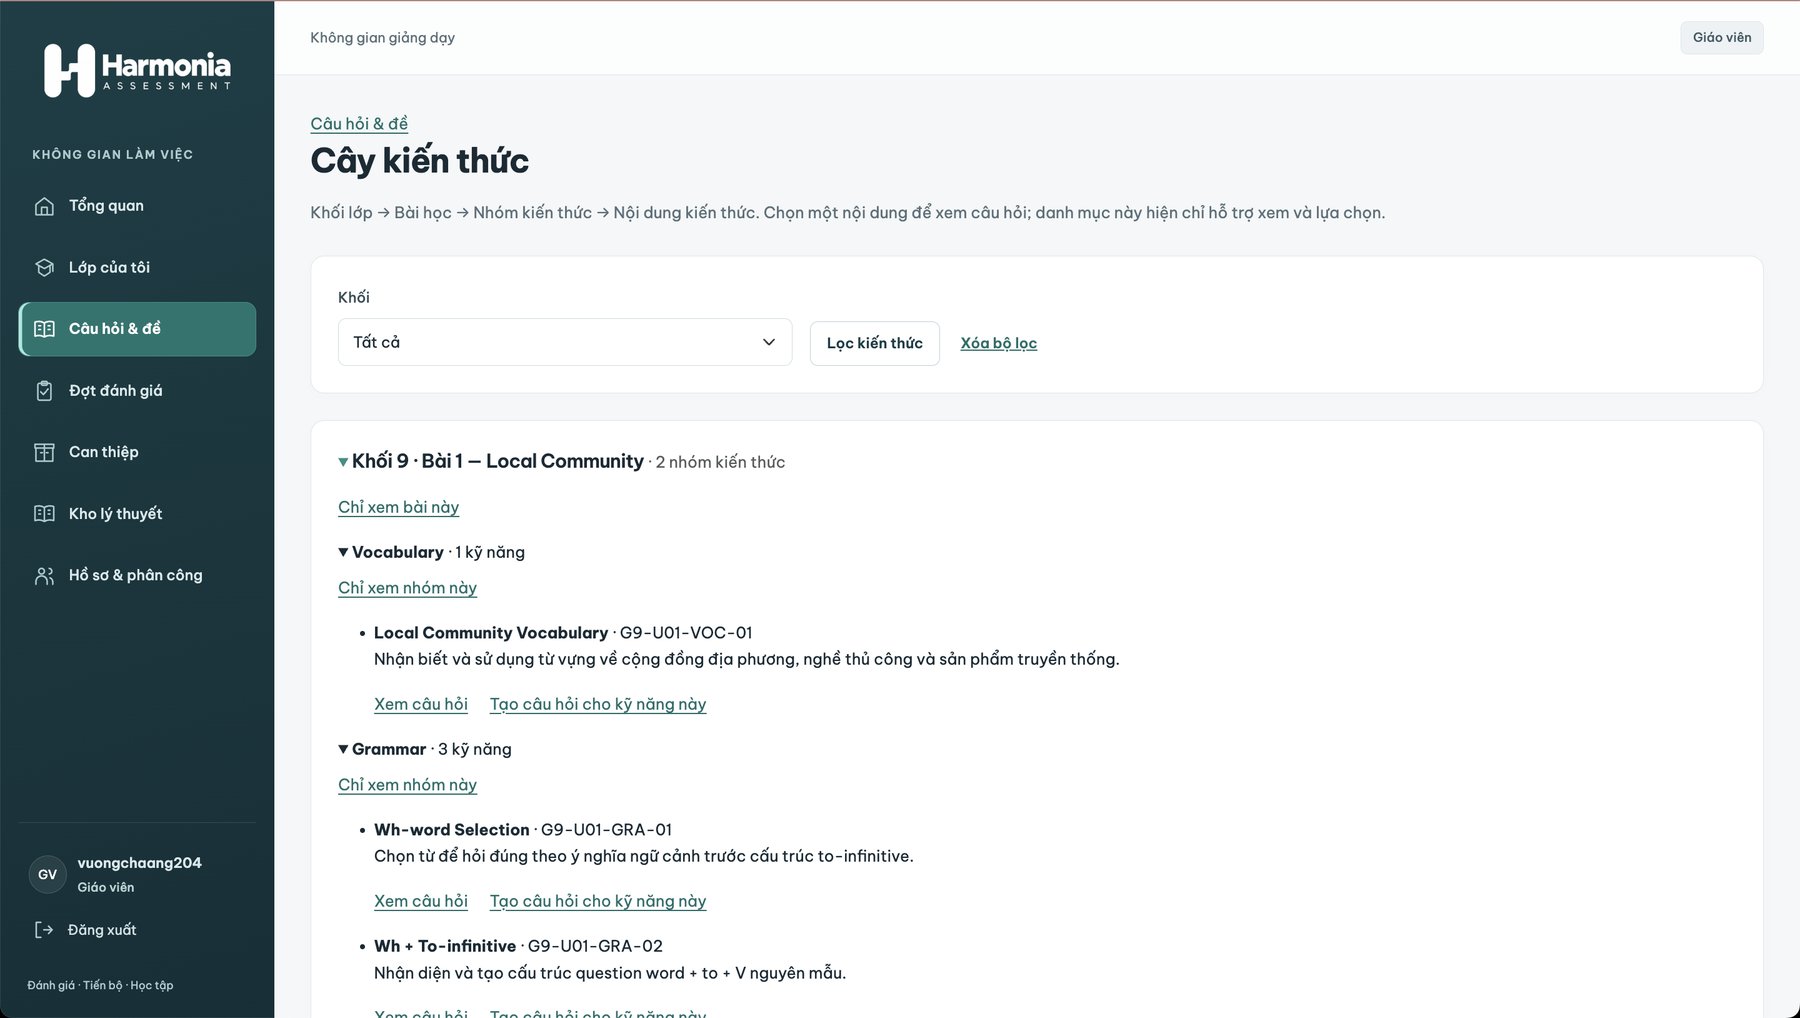 Harmonia
ASSESSMENT
KHÔNG GIAN LÀM VIỆC
Tổng quan
Lớp của tôi
Câu hỏi & đề
Đợt đánh giá
Can thiệp
Kho lý thuyết
Hồ sơ & phân công
GV
vuongchaang204
Giáo viên
Đăng xuất
Đánh giá · Tiến bộ · Học tập
Không gian giảng dạy
Giáo viên
Câu hỏi & đề
Cây kiến thức
Khối lớp → Bài học → Nhóm kiến thức → Nội dung kiến thức. Chọn một nội dung để xem câu hỏi; danh mục này hiện chỉ hỗ trợ xem và lựa chọn.
Khối
Tất cả
Lọc kiến thức
Xóa bộ lọc
▼ Khối 9 · Bài 1 — Local Community · 2 nhóm kiến thức
Chỉ xem bài này
▼ Vocabulary · 1 kỹ năng
Chỉ xem nhóm này
• Local Community Vocabulary · G9-U01-VOC-01
Nhận biết và sử dụng từ vựng về cộng đồng địa phương, nghề thủ công và sản phẩm truyền thống.
Xem câu hỏi Tạo câu hỏi cho kỹ năng này
▼ Grammar · 3 kỹ năng
Chỉ xem nhóm này
• Wh-word Selection · G9-U01-GRA-01
Chọn từ để hỏi đúng theo ý nghĩa ngữ cảnh trước cấu trúc to-infinitive.
Xem câu hỏi Tạo câu hỏi cho kỹ năng này
• Wh + To-infinitive · G9-U01-GRA-02
Nhận diện và tạo cấu trúc question word + to + V nguyên mẫu.
Xem câu hỏi Tạo câu hỏi cho kỹ năng này